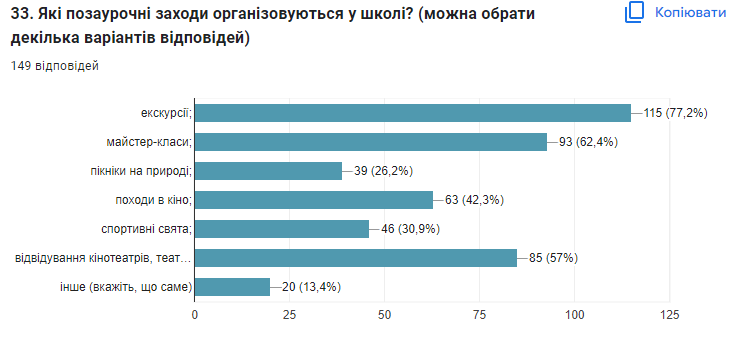 33. Які позаурочні заходи організовуються у школі? (можна обрати
декілька варіантів відповідей)
Копіювати
149 відповідей
екскурсії; 115 (77,2%)
майстер-класи; 93 (62,4%)
пікніки на природі; 39 (26,2%)
походи в кіно; 63 (42,3%)
спортивні свята; 46 (30,9%)
відвідування кінотеатрів, теат… 85 (57%)
інше (вкажіть, що саме) 20 (13,4%)
0 25 50 75 100 125